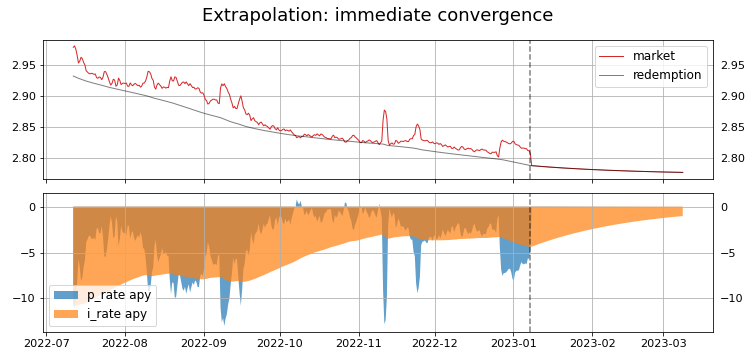 Extrapolation: immediate convergence
2.95
2.90
2.85
2.80
market
redemption
2.95
2.90
2.85
2.80
0
−5
−10
p_rate apy
i_rate apy
0
−5
−10
2022-07 2022-08 2022-09 2022-10 2022-11 2022-12 2023-01 2023-02 2023-03